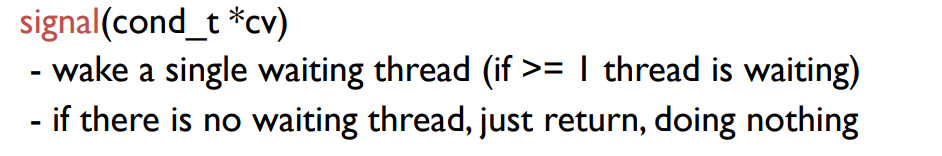 signal(cond_t *cv)
- wake a single waiting thread (if >= 1 thread is waiting)
- if there is no waiting thread, just return, doing nothing